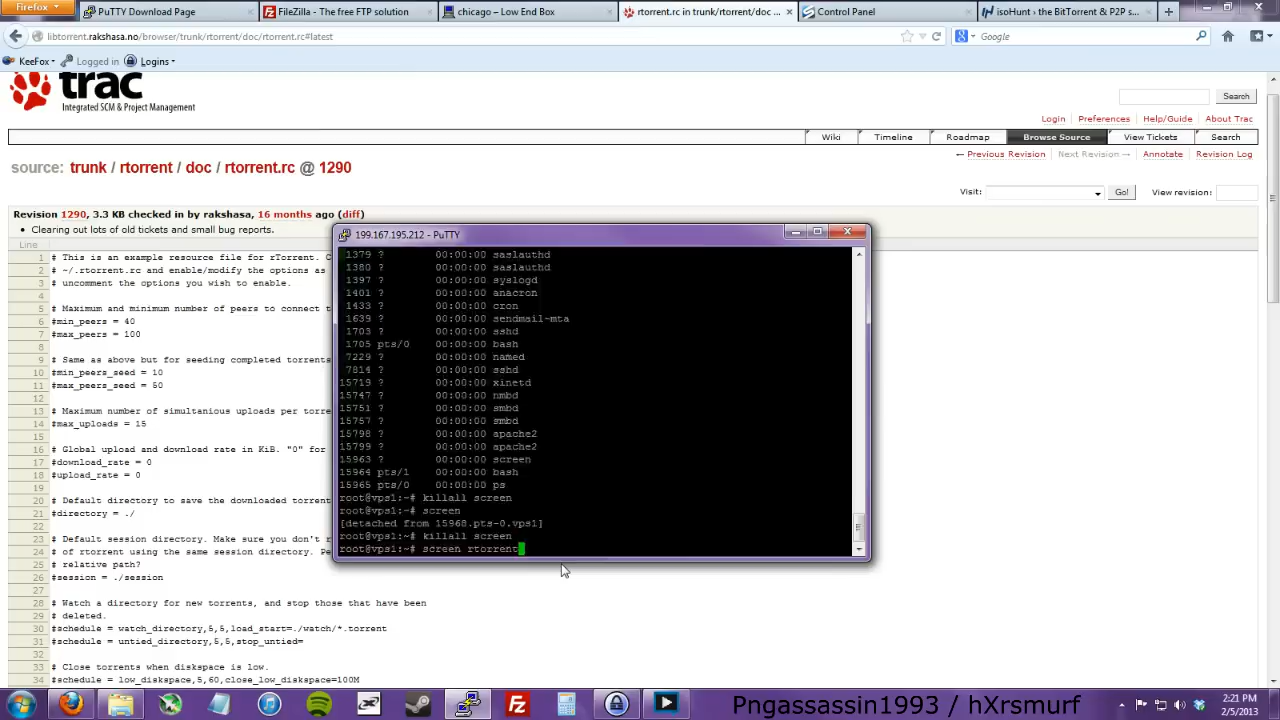 Firefox
PuTTY Download Page
FileZilla - The free FTP solution
chicago – Low End Box
rtorrent.rc in trunk/rtorrent/doc ...
Control Panel
isoHunt › the BitTorrent & P2P s...
libtorrent.rakshasa.no/browser/trunk/rtorrent/doc/rtorrent.rc#latest
Google
KeeFox
Logged in
Logins
trac
Integrated SCM & Project Management
Search
Login
Preferences
Help/Guide
About Trac
Wiki
Timeline
Roadmap
Browse Source
View Tickets
Search
source: trunk / rtorrent / doc / rtorrent.rc @ 1290
← Previous Revision
Next Revision →
Annotate
Revision Log
Visit:
Go!
View revision:
Revision 1290, 3.3 KB checked in by rakshasa, 16 months ago (diff)
• Clearing out lots of old tickets and small bug reports.
Line
1 # This is an example resource file for rTorrent. C
2 # ~/.rtorrent.rc and enable/modify the options as
3 # uncomment the options you wish to enable.
4
5 # Maximum and minimum number of peers to connect t
6 #min_peers = 40
7 #max_peers = 100
8
9 # Same as above but for seeding completed torrents
10 #min_peers_seed = 10
11 #max_peers_seed = 50
12
13 # Maximum number of simultanious uploads per torre
14 #max_uploads = 15
15
16 # Global upload and download rate in KiB. "0" for
17 #download_rate = 0
18 #upload_rate = 0
19
20 # Default directory to save the downloaded torrent
21 #directory = ./
22
23 # Default session directory. Make sure you don't r
24 # of rtorrent using the same session directory. Pe
25 # relative path?
26 #session = ./session
27
28 # Watch a directory for new torrents, and stop those that have been
29 # deleted.
30 #schedule = watch_directory,5,5,load_start=./watch/*.torrent
31 #schedule = untied_directory,5,5,stop_untied=
32
33 # Close torrents when diskspace is low.
34 #schedule = low_diskspace,5,60,close_low_diskspace=100M
199.167.195.212 - PuTTY
1379 ? 00:00:00 saslauthd
1380 ? 00:00:00 saslauthd
1397 ? 00:00:00 syslogd
1401 ? 00:00:00 anacron
1433 ? 00:00:00 cron
1639 ? 00:00:00 sendmail-mta
1703 ? 00:00:00 sshd
1705 pts/0 00:00:00 bash
7229 ? 00:00:00 named
7814 ? 00:00:00 sshd
15719 ? 00:00:00 xinetd
15747 ? 00:00:00 nmbd
15751 ? 00:00:00 smbd
15757 ? 00:00:00 smbd
15798 ? 00:00:00 apache2
15799 ? 00:00:00 apache2
15963 ? 00:00:00 screen
15964 pts/1 00:00:00 bash
15965 pts/0 00:00:00 ps
root@vps1:~# killall screen
root@vps1:~# screen
[detached from 15968.pts-0.vps1]
root@vps1:~# killall screen
root@vps1:~# screen rtorrent
Pngassassin1993 / hXrsmurf
2:21 PM
2/5/2013